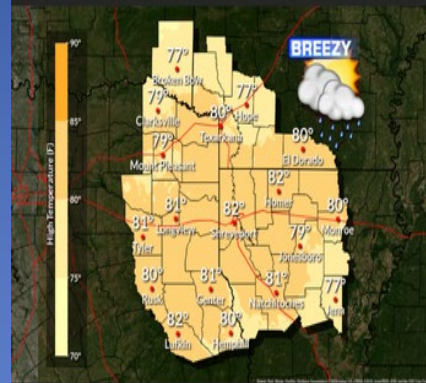 BREEZY
90°
85°
80°
75°
70°
High Temperature (F)
77°
Broken Bow
79°
Clarksville
80°
Texarkana
77°
Hope
79°
Mount Pleasant
80°
El Dorado
82°
Homer
81°
Longview
81°
Tyler
82°
Shreveport
80°
Monroe
79°
Jonesboro
80°
Rusk
81°
Center
81°
Natchitoches
77°
Jena
82°
Lufkin
80°
Hemphill